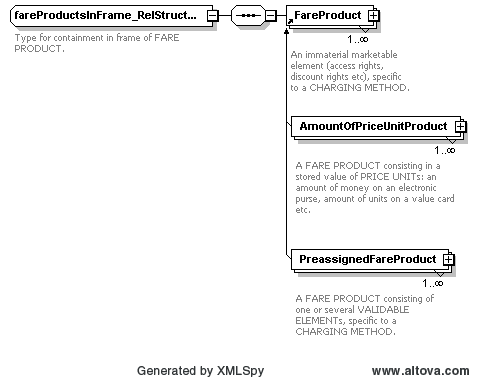 fareProductsInFrame_RelStruct...
Type for containment in frame of FARE
PRODUCT.
FareProduct
1..∞
An immaterial marketable
element (access rights,
discount rights etc), specific
to a CHARGING METHOD.
AmountOfPriceUnitProduct
1..∞
A FARE PRODUCT consisting in a
stored value of PRICE UNITs: an
amount of money on an electronic
purse, amount of units on a value card
etc.
PreassignedFareProduct
1..∞
A FARE PRODUCT consisting of
one or several VALIDABLE
ELEMENTs, specific to a
CHARGING METHOD.
Generated by XMLSpy
www.altova.com